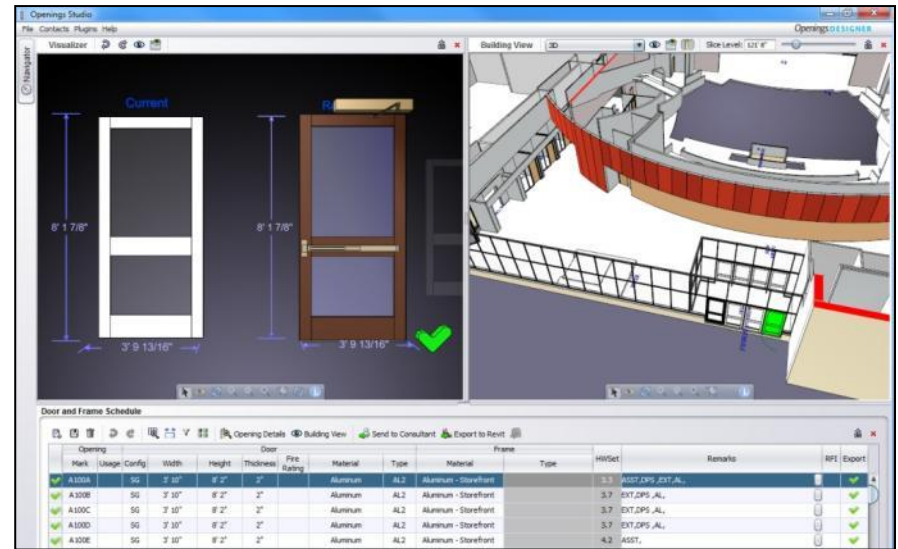 Openings Studio
File Contacts Plugins Help
OpeningsDESIGNER
Navigator
Visualizer
Building View 3D Slice Level: 121' 8"
Current
8' 1 7/8"
8' 1 7/8"
3' 9 13/16"
3' 9 13/16"
Door and Frame Schedule
Opening Details Building View Send to Consultant Export to Revit
Opening Door Frame HWSet Remarks RFI Export
Mark Usage Config Width Height Thickness Fire Rating Material Type Material Type
A100A SG 3' 10" 8' 2" 2" Aluminum AL2 Aluminum - Storefront 3.3 ASST,DPS ,EXT,AL,
A100B SG 3' 10" 8' 2" 2" Aluminum AL2 Aluminum - Storefront 3.7 EXT,DPS ,AL,
A100C SG 3' 10" 8' 2" 2" Aluminum AL2 Aluminum - Storefront 3.7 EXT,DPS ,AL,
A100D SG 3' 10" 8' 2" 2" Aluminum AL2 Aluminum - Storefront 3.7 EXT,DPS ,AL,
A100E SG 3' 10" 8' 2" 2" Aluminum AL2 Aluminum - Storefront 4.2 ASST,